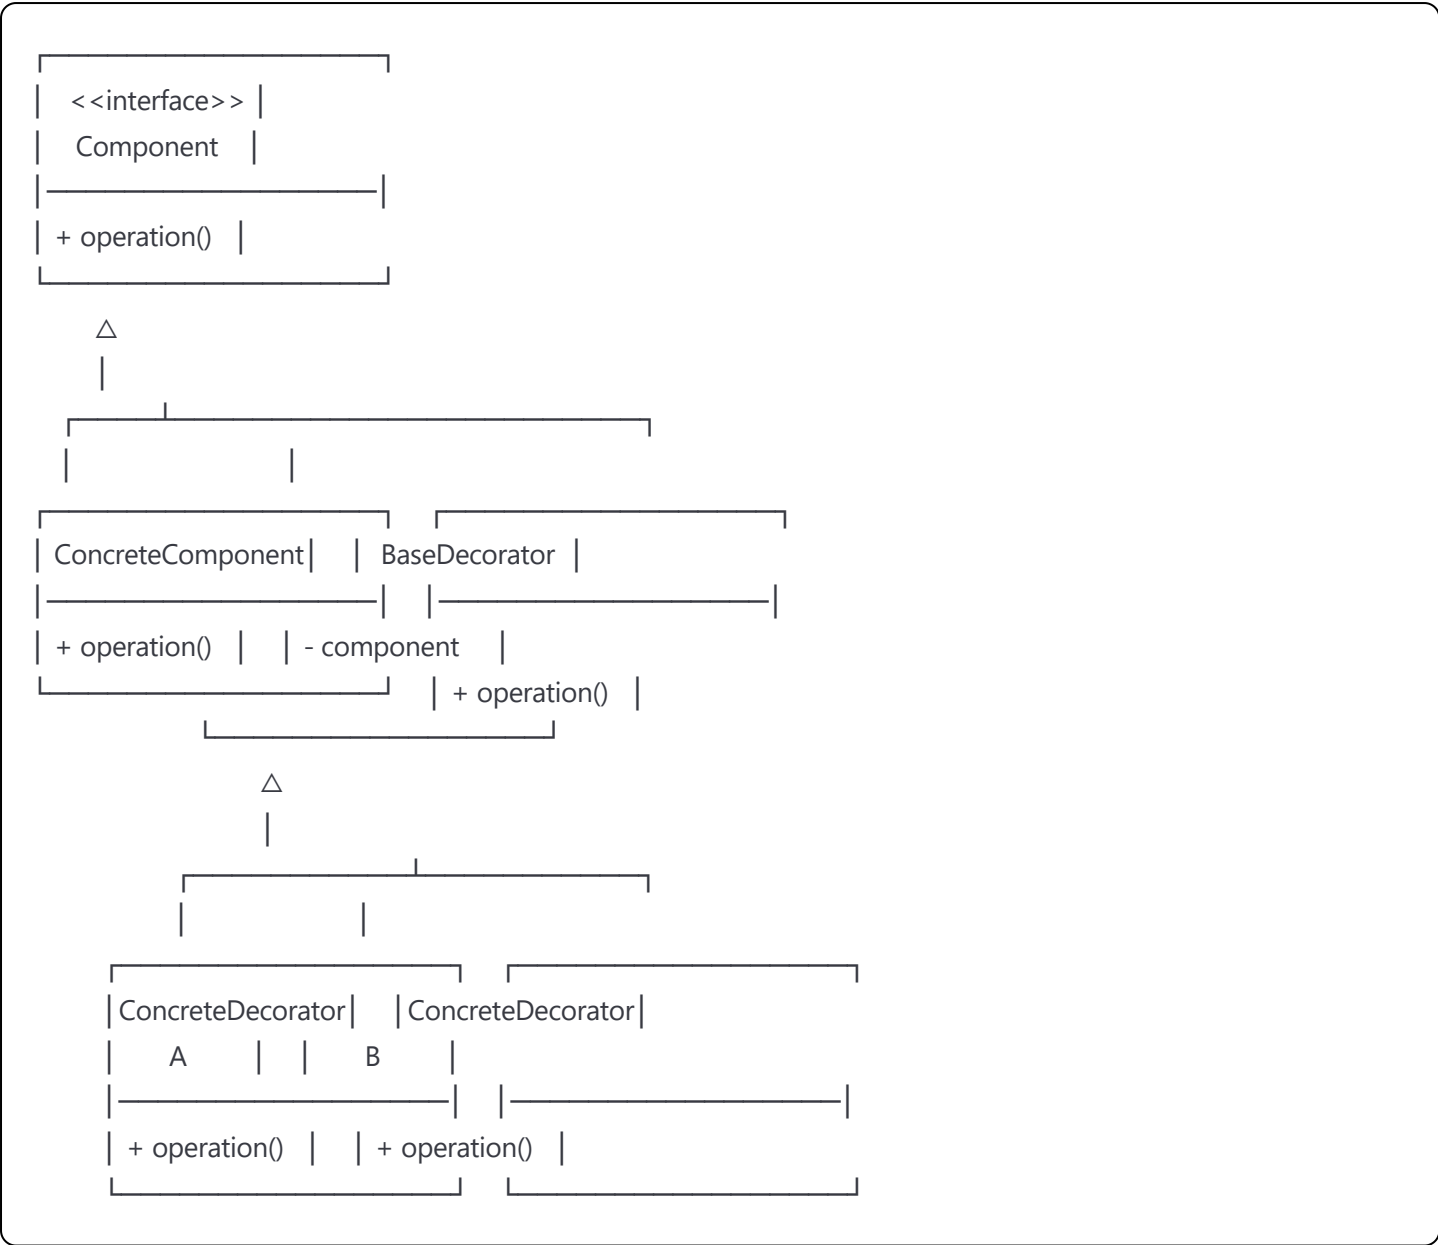 ┌─────────────────┐
│ <<interface>> │
│ Component │
│─────────────────│
│ + operation() │
└─────────────────┘
△
│
┌────┴───────────────────────┐
│ │
┌─────────────────┐ ┌─────────────────┐
│ ConcreteComponent│ │ BaseDecorator │
│─────────────────│ │─────────────────│
│ + operation() │ │ - component │
└─────────────────┘ │ + operation() │
└─────────────────┘
△
│
┌───────────┴───────────┐
│ │
┌─────────────────┐ ┌─────────────────┐
│ConcreteDecorator│ │ConcreteDecorator│
│ A │ │ B │
│─────────────────│ │─────────────────│
│ + operation() │ │ + operation() │
└─────────────────┘ └─────────────────┘